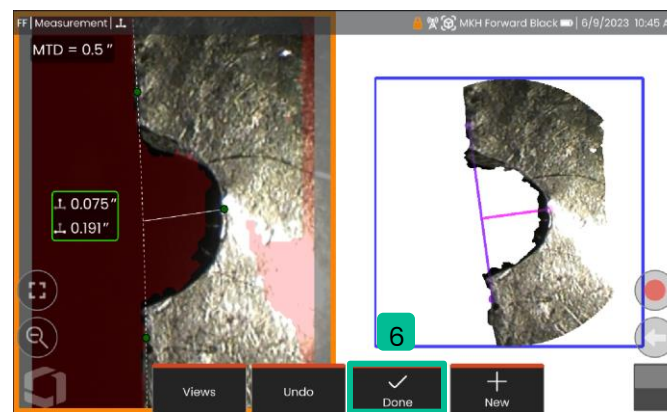 FF | Measurement |
MKH Forward Black
| 6/9/2023 10:45 A
MTD = 0.5 "
0.075"
0.191"
6
Views
Undo
Done
New